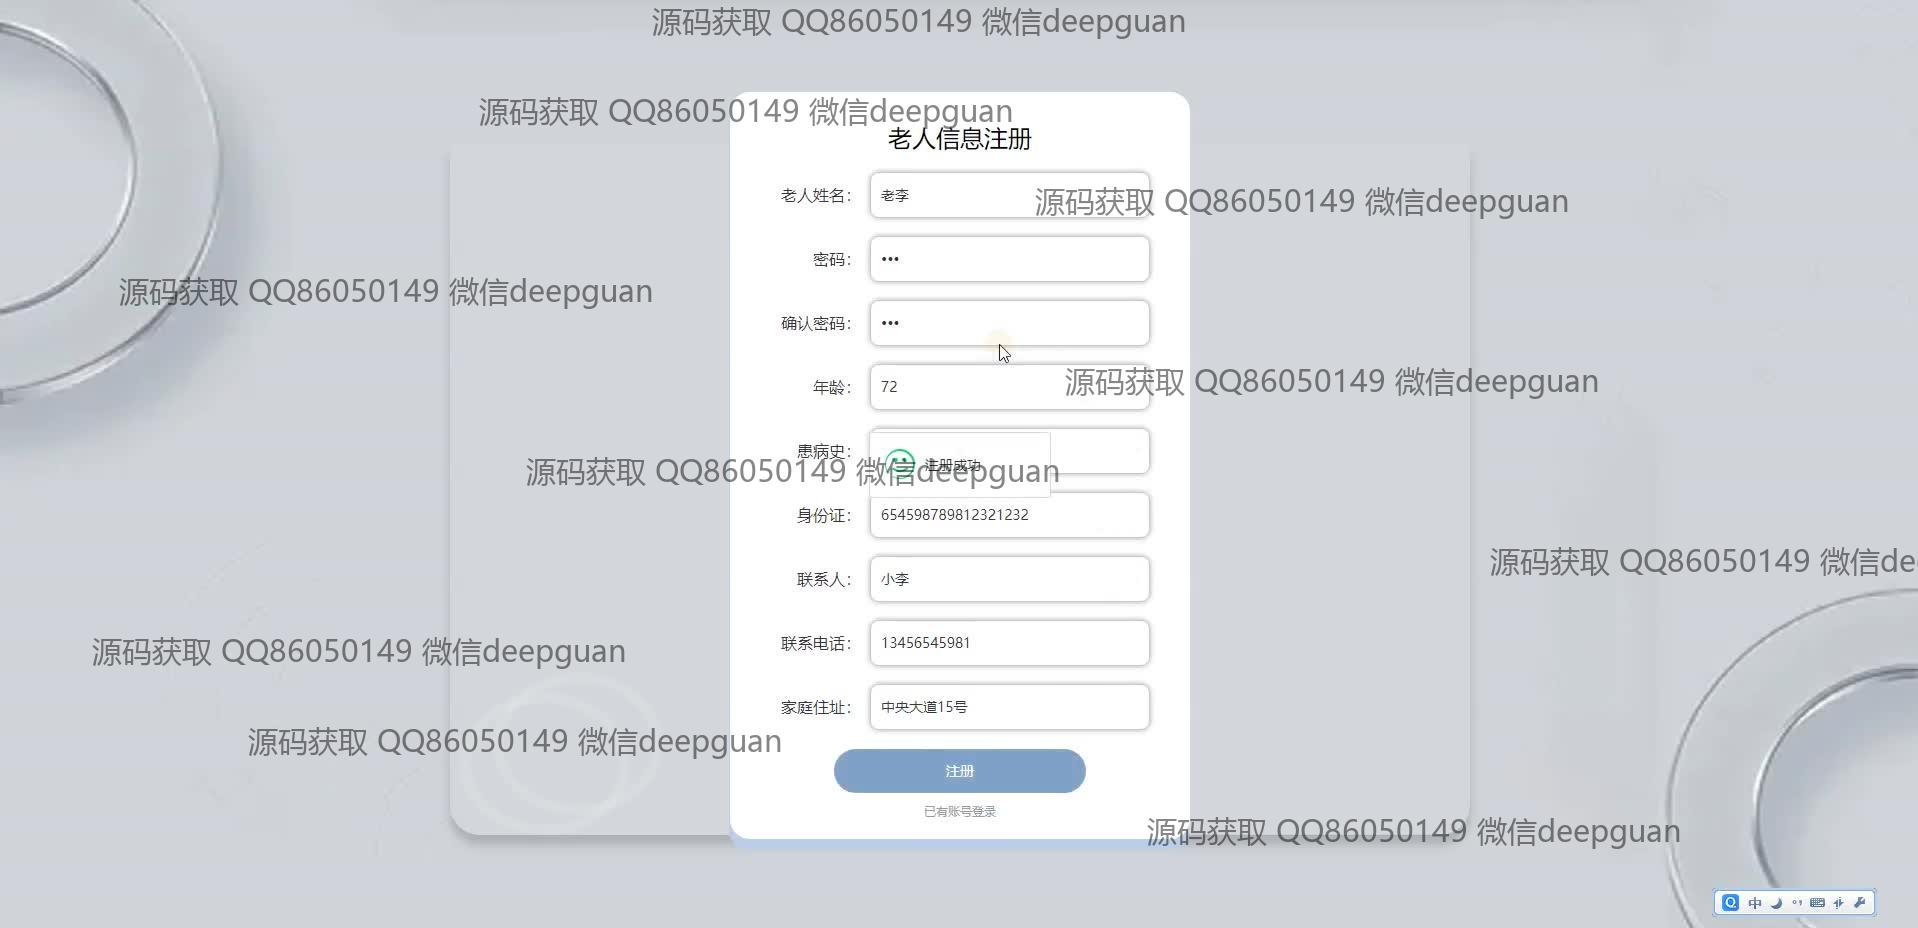 源码获取 QQ86050149 微信deepguan
源码获取 QQ86050149 微信deepguan
老人信息注册
老人姓名： 老李
源码获取 QQ86050149 微信deepguan
密码： •••
源码获取 QQ86050149 微信deepguan
确认密码： •••
年龄： 72
源码获取 QQ86050149 微信deepguan
患病史：
注册成功
源码获取 QQ86050149 微信deepguan
身份证： 654598789812321232
源码获取 QQ86050149 微信de
联系人： 小李
联系电话： 13456545981
源码获取 QQ86050149 微信deepguan
家庭住址： 中央大道15号
源码获取 QQ86050149 微信deepguan
注册
已有账号登录
源码获取 QQ86050149 微信deepguan
中